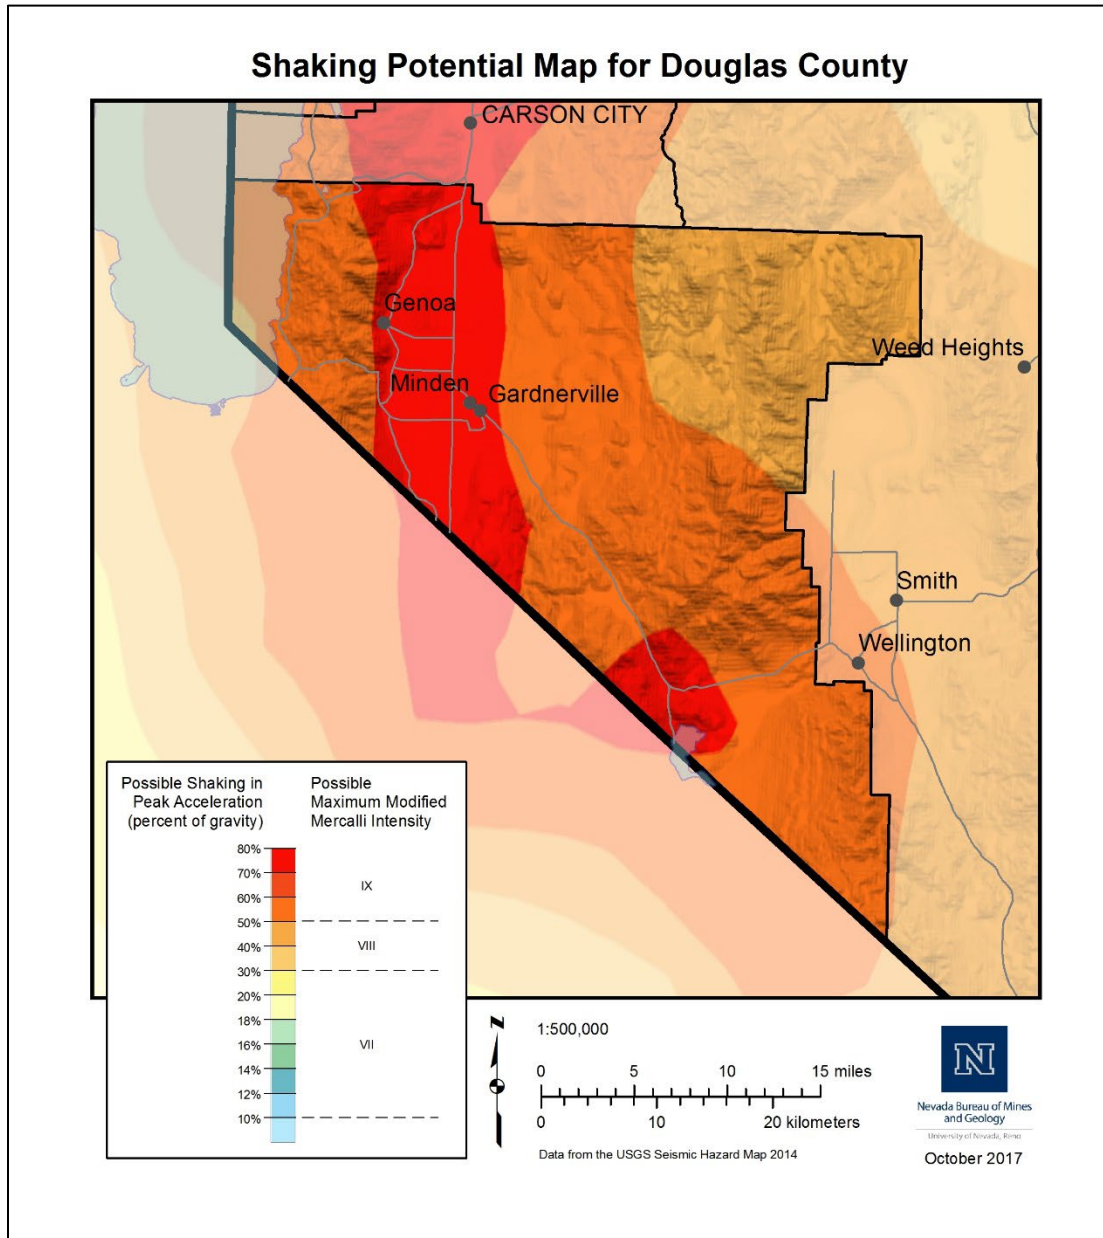 Shaking Potential Map for Douglas County
CARSON CITY
Genoa
Weed Heights
Minden
Gardnerville
Smith
Wellington
Possible Shaking in
Peak Acceleration
(percent of gravity)
Possible
Maximum Modified
Mercalli Intensity
80%
70%
60%
50%
40%
30%
20%
18%
16%
14%
12%
10%
IX
VIII
VII
N
1:500,000
0 5 10 15 miles
0 10 20 kilometers
Data from the USGS Seismic Hazard Map 2014
N
Nevada Bureau of Mines
and Geology
University of Nevada, Reno
October 2017